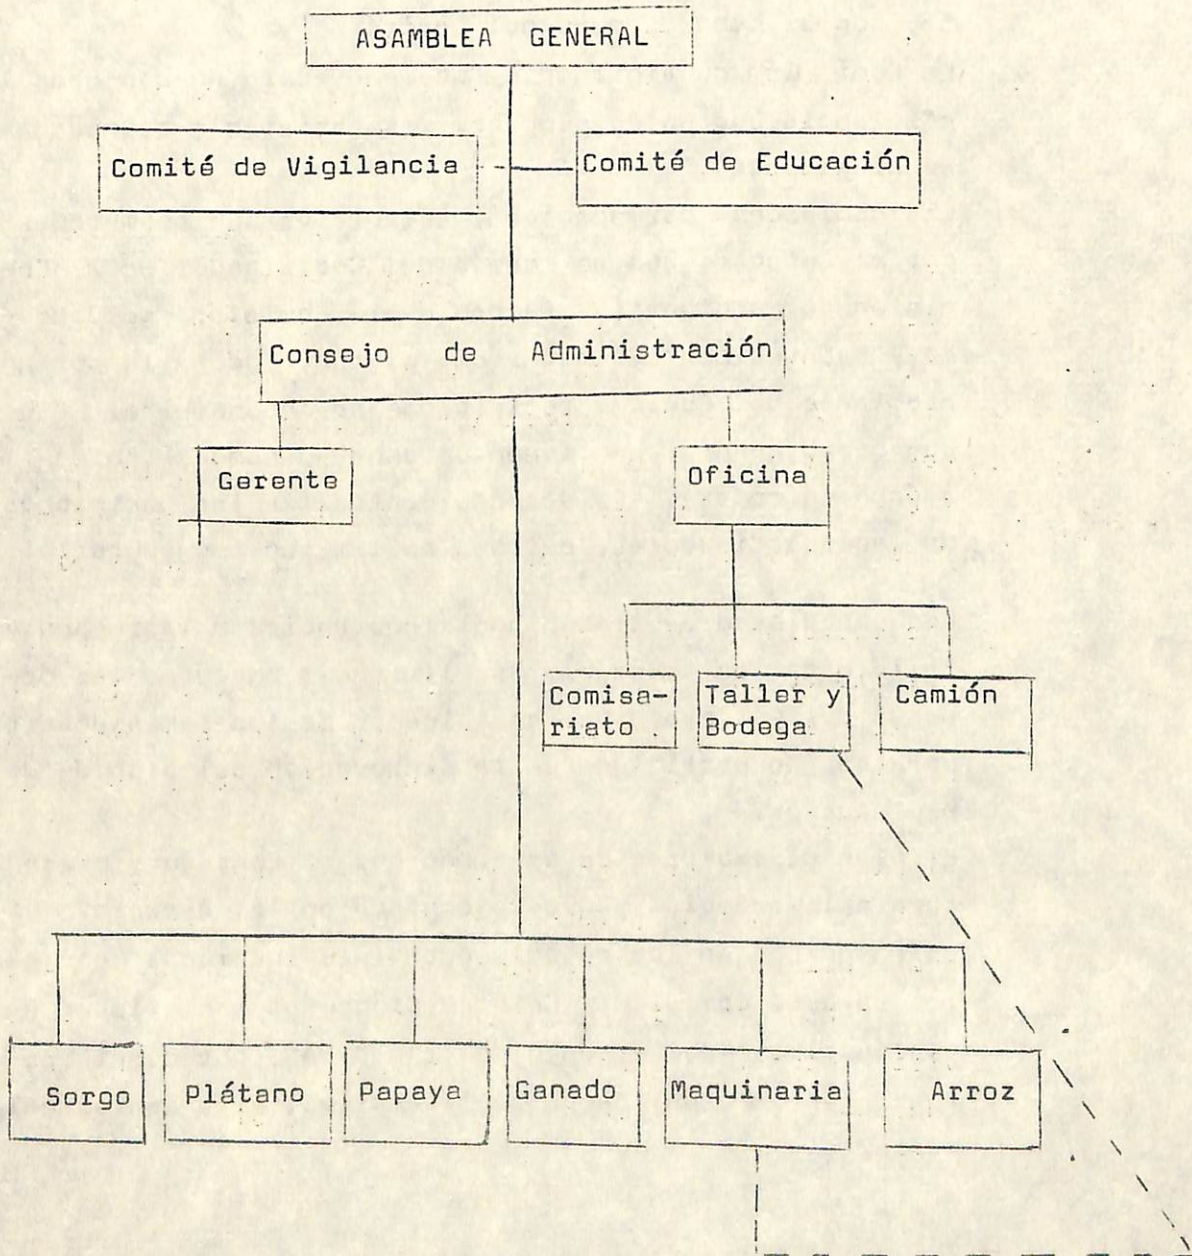 ASAMBLEA GENERAL
Comité de Vigilancia
Comité de Educación
Consejo de Administración
Gerente
Oficina
Comisa-
riato
Taller y
Bodega
Camión
Sorgo
Plátano
Papaya
Ganado
Maquinaria
Arroz